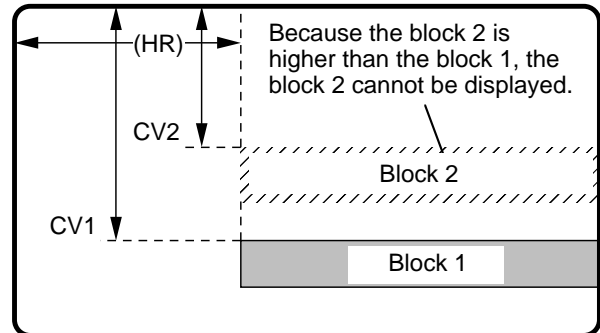 (HR)
Because the block 2 is
higher than the block 1, the
block 2 cannot be displayed.
CV2
Block 2
CV1
Block 1